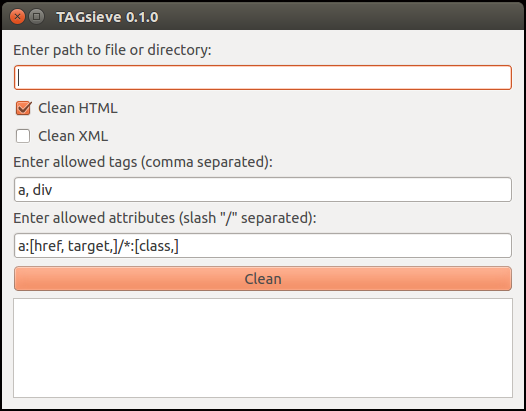 TAGsieve 0.1.0
Enter path to file or directory:
Clean HTML
Clean XML
Enter allowed tags (comma separated):
a, div
Enter allowed attributes (slash "/" separated):
a:[href, target,]/*:[class,]
Clean